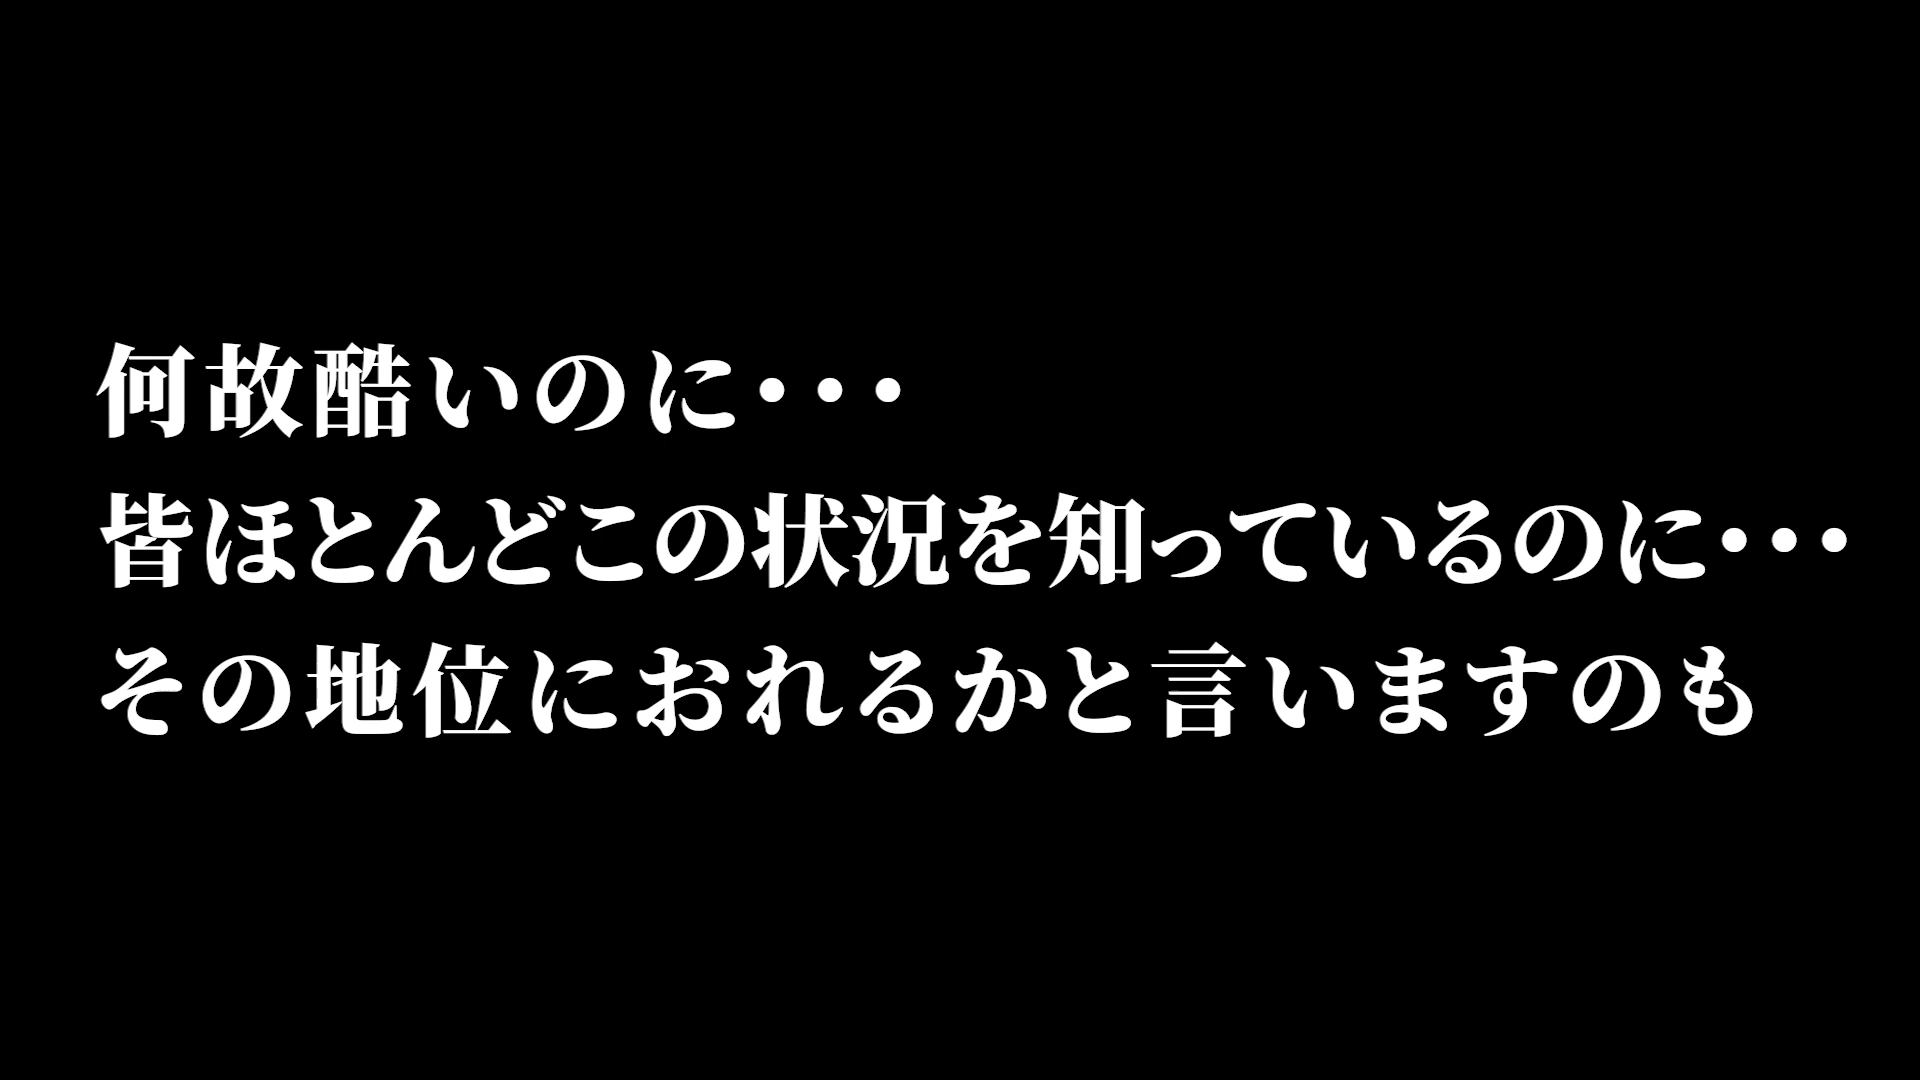 何故酷いのに・・・
皆ほとんどこの状況を知っているのに・・・
その地位におれるかと言いますのも